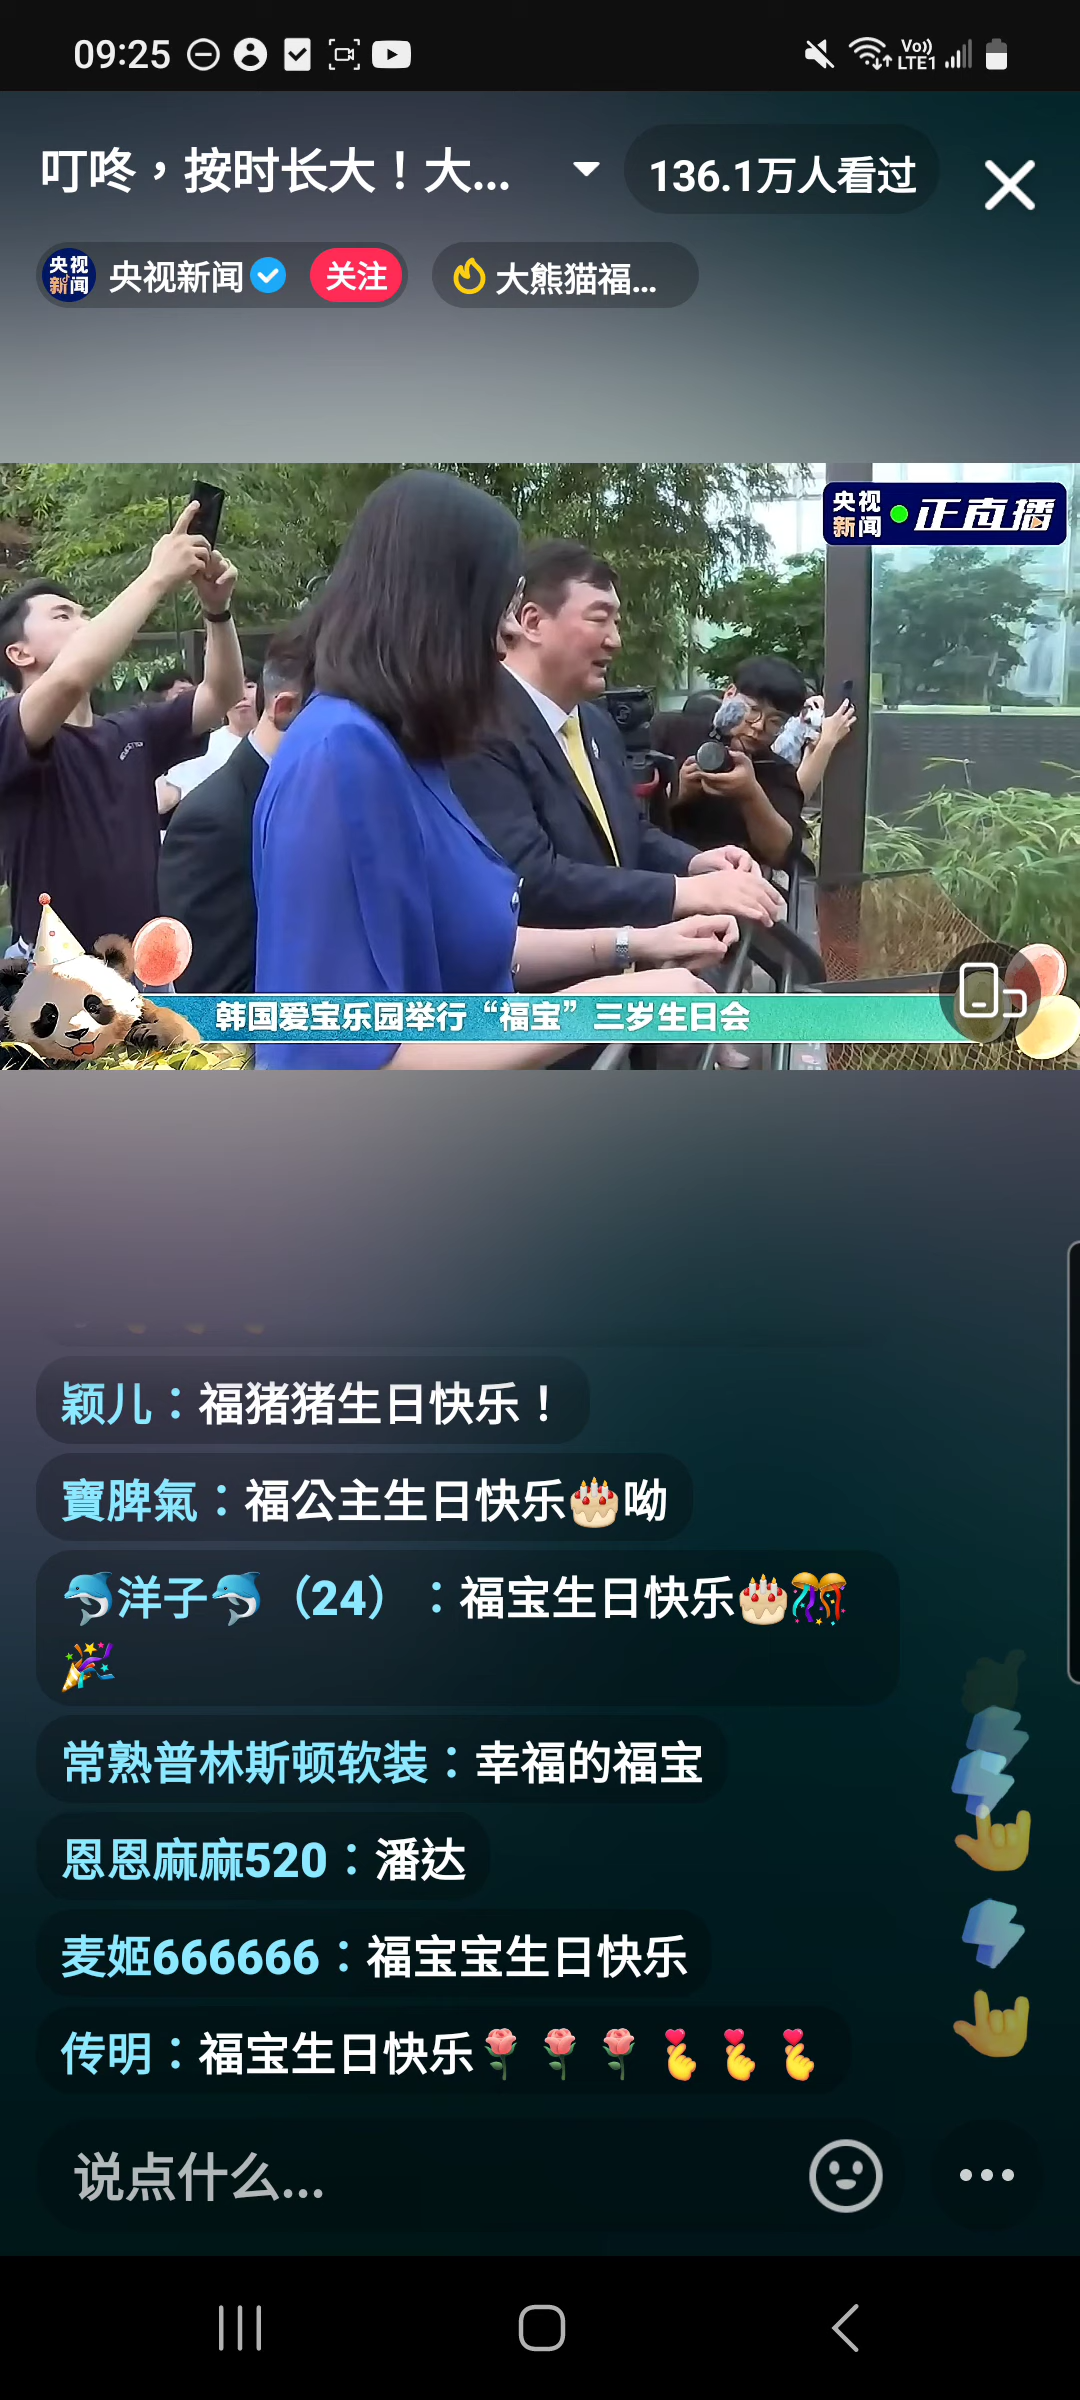 09:25
Vo))
LTE1
叮咚，按时长大！大...
136.1万人看过
央视新闻
央视新闻
关注
大熊猫福...
央视新闻
正直播
韩国爱宝乐园举行“福宝”三岁生日会
颖儿：福猪猪生日快乐！
寶脾氣：福公主生日快乐🎂呦
🐬洋子🐬（24）：福宝生日快乐🎂🎊
🎉
常熟普林斯顿软装：幸福的福宝
恩恩麻麻520：潘达
麦姬666666：福宝宝生日快乐
传明：福宝生日快乐🌹🌹🌹🫰🫰🫰
说点什么...